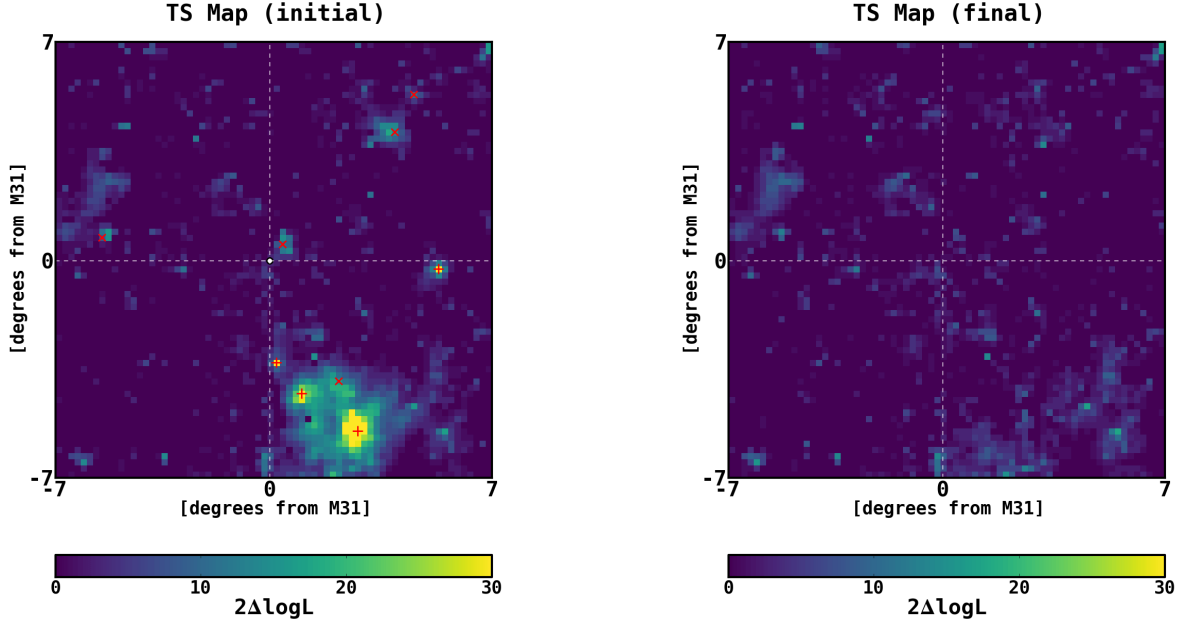 TS Map (initial)
7
0
-7
[degrees from M31]
-7
0
7
[degrees from M31]
0
10
20
30
2ΔlogL
TS Map (final)
7
0
-7
[degrees from M31]
-7
0
7
[degrees from M31]
0
10
20
30
2ΔlogL